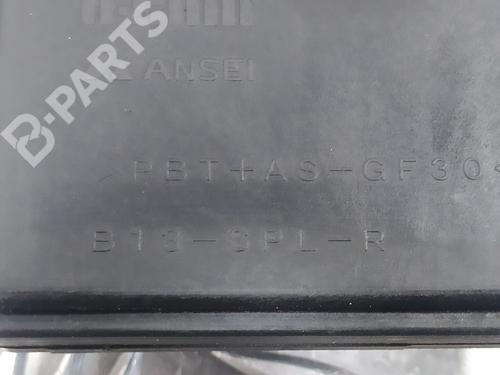 ANSEI
>PBT+AS-GF30<
B13-SPL-R
B-PARTS